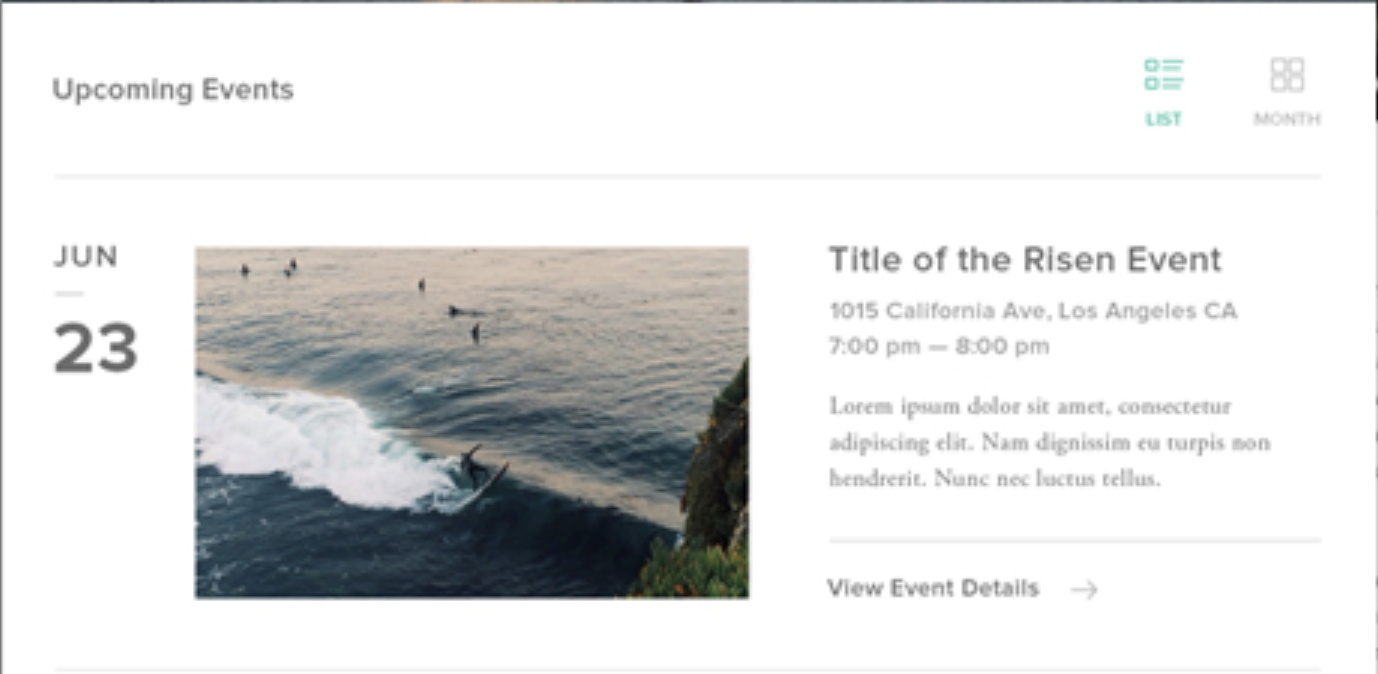 Upcoming Events
LIST
MONTH
JUN
23
Title of the Risen Event
1015 California Ave, Los Angeles CA
7:00 pm — 8:00 pm
Lorem ipsum dolor sit amet, consectetur
adipiscing elit. Nam dignissim eu turpis non
hendrerit. Nunc nec luctus tellus.
View Event Details →